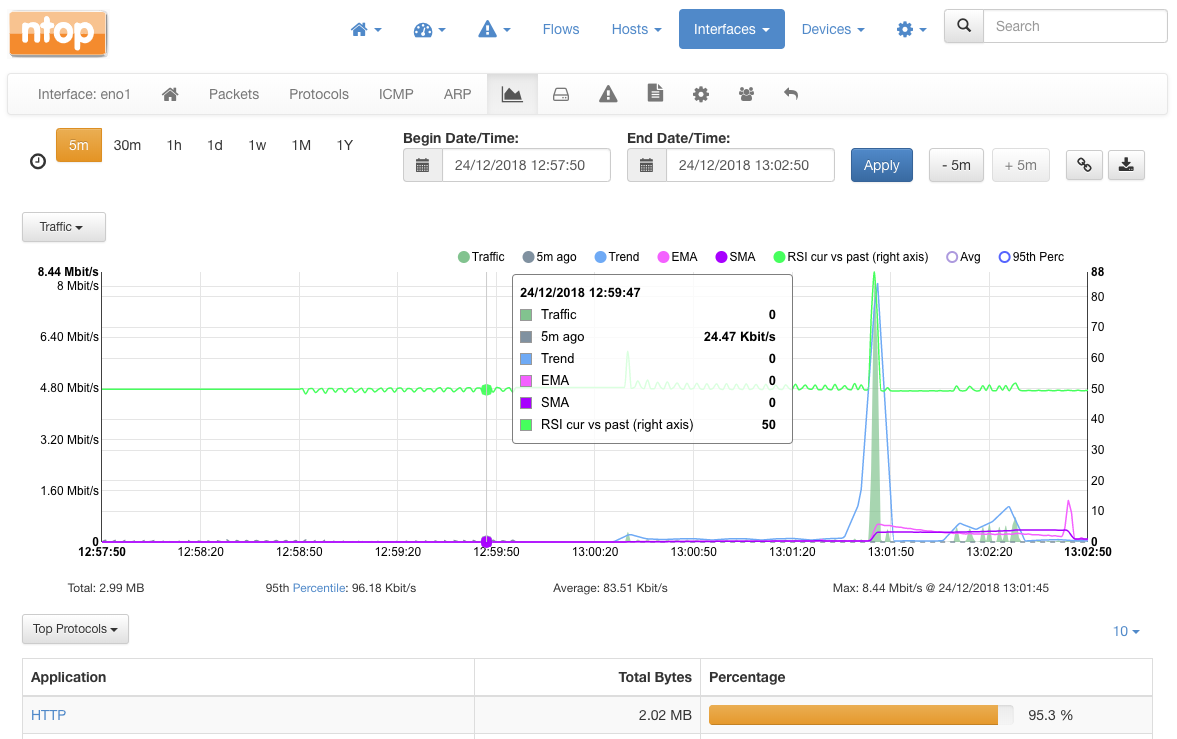 ntop
Flows Hosts Interfaces Devices Search
Interface: eno1 Packets Protocols ICMP ARP
5m 30m 1h 1d 1w 1M 1Y
Begin Date/Time: End Date/Time:
24/12/2018 12:57:50 24/12/2018 13:02:50 Apply - 5m + 5m
Traffic
Traffic 5m ago Trend EMA SMA RSI cur vs past (right axis) Avg 95th Perc
8.44 Mbit/s 88
8 Mbit/s 80
70
6.40 Mbit/s 60
4.80 Mbit/s 50
40
3.20 Mbit/s 30
20
1.60 Mbit/s 10
0 0
24/12/2018 12:59:47
Traffic 0
5m ago 24.47 Kbit/s
Trend 0
EMA 0
SMA 0
RSI cur vs past (right axis) 50
12:57:50 12:58:20 12:58:50 12:59:20 12:59:50 13:00:20 13:00:50 13:01:20 13:01:50 13:02:20 13:02:50
Total: 2.99 MB 95th Percentile: 96.18 Kbit/s Average: 83.51 Kbit/s Max: 8.44 Mbit/s @ 24/12/2018 13:01:45
Top Protocols 10
Application Total Bytes Percentage
HTTP 2.02 MB 95.3 %